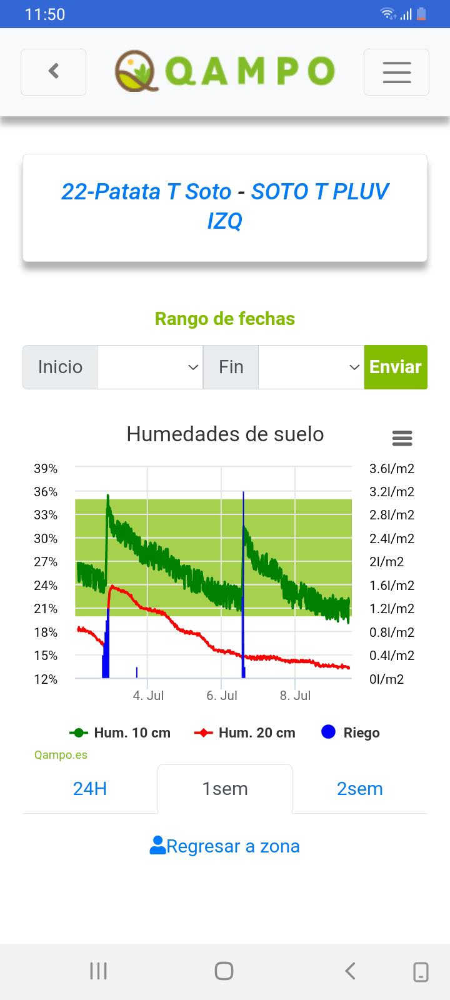 11:50
QAMPO
22-Patata T Soto - SOTO T PLUV
IZQ
Rango de fechas
Inicio Fin Enviar
Humedades de suelo
39% 3.6l/m2
36% 3.2l/m2
33% 2.8l/m2
30% 2.4l/m2
27% 2l/m2
24% 1.6l/m2
21% 1.2l/m2
18% 0.8l/m2
15% 0.4l/m2
12% 0l/m2
4. Jul 6. Jul 8. Jul
Hum. 10 cm Hum. 20 cm Riego
Qampo.es
24H 1sem 2sem
Regresar a zona